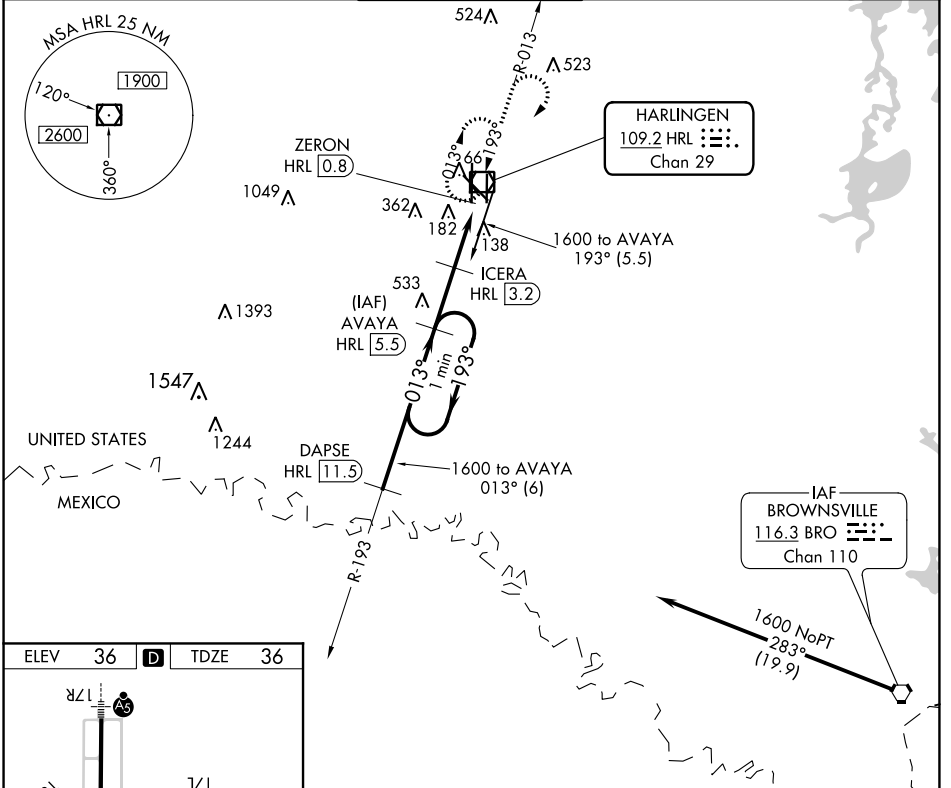 MSA HRL 25 NM
1900
120°
2600
360°
524
R-013
523
HARLINGEN
109.2 HRL
Chan 29
ZERON
HRL 0.8
013°
66
193°
1049
362
182
138
1600 to AVAYA
193° (5.5)
ICERA
HRL 3.2
533
(IAF)
AVAYA
HRL 5.5
1393
013°
1 min
193°
1547
1244
UNITED STATES
MEXICO
DAPSE
HRL 11.5
1600 to AVAYA
013° (6)
R-193
IAF
BROWNSVILLE
116.3 BRO
Chan 110
1600 NoPT
283°
(19.9)
ELEV 36 D TDZE 36
17R
A5